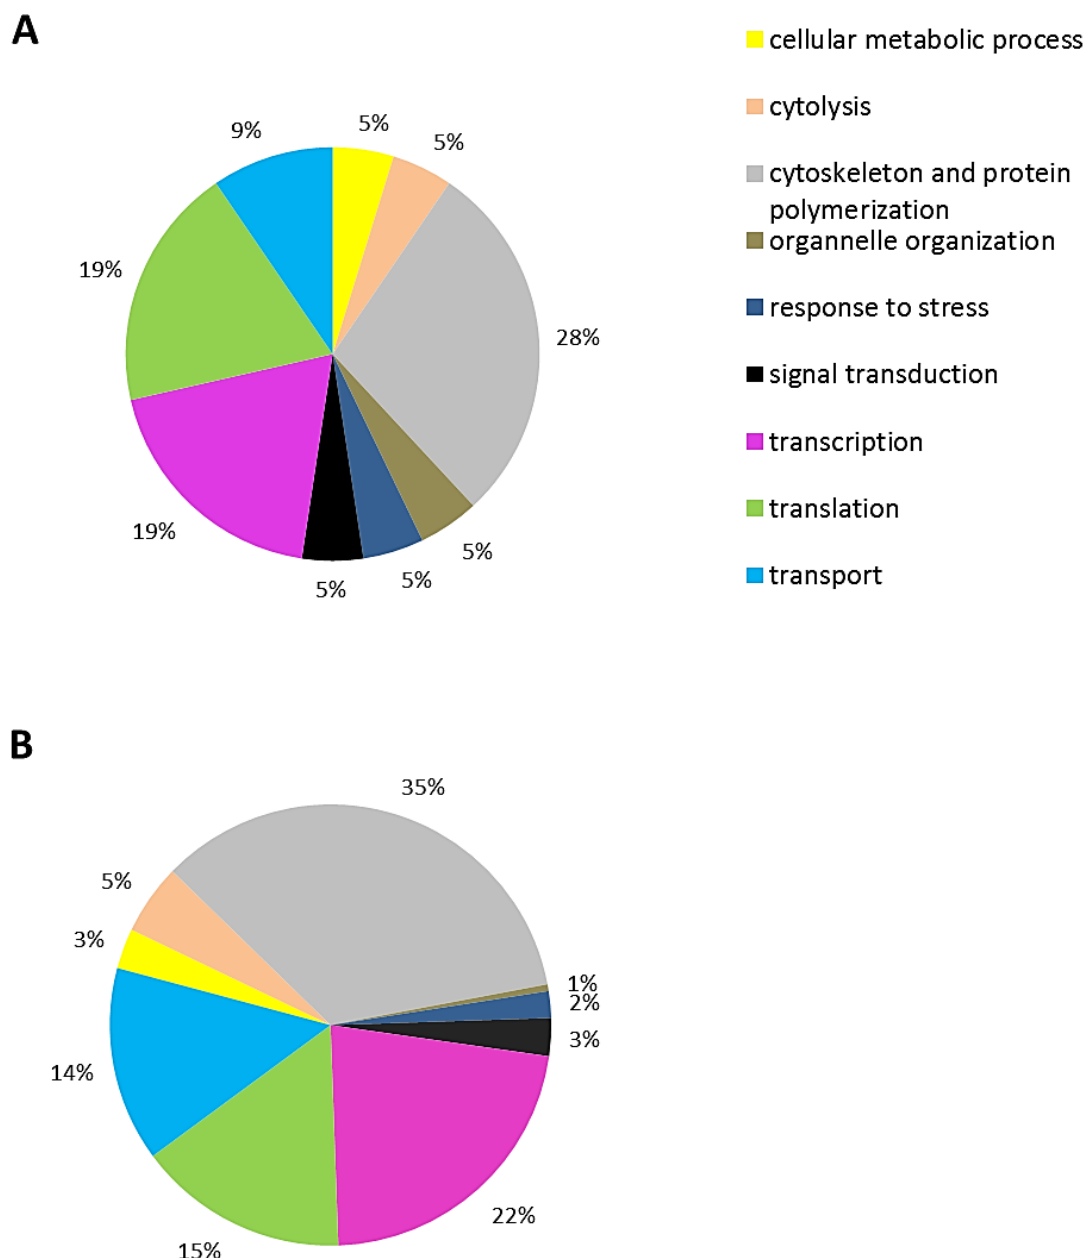 A
cellular metabolic process
cytolysis
cytoskeleton and protein
polymerization
organnelle organization
response to stress
signal transduction
transcription
translation
transport
9%
5%
5%
19%
28%
19%
5%
5%
5%
B
35%
5%
3%
1%
2%
3%
14%
22%
15%